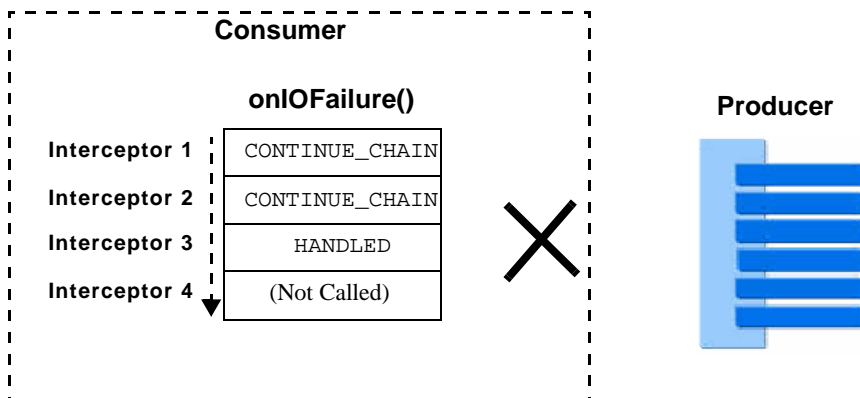 Consumer
onIOFailure()
Producer
Interceptor 1 CONTINUE_CHAIN
Interceptor 2 CONTINUE_CHAIN
Interceptor 3 HANDLED
Interceptor 4 (Not Called)